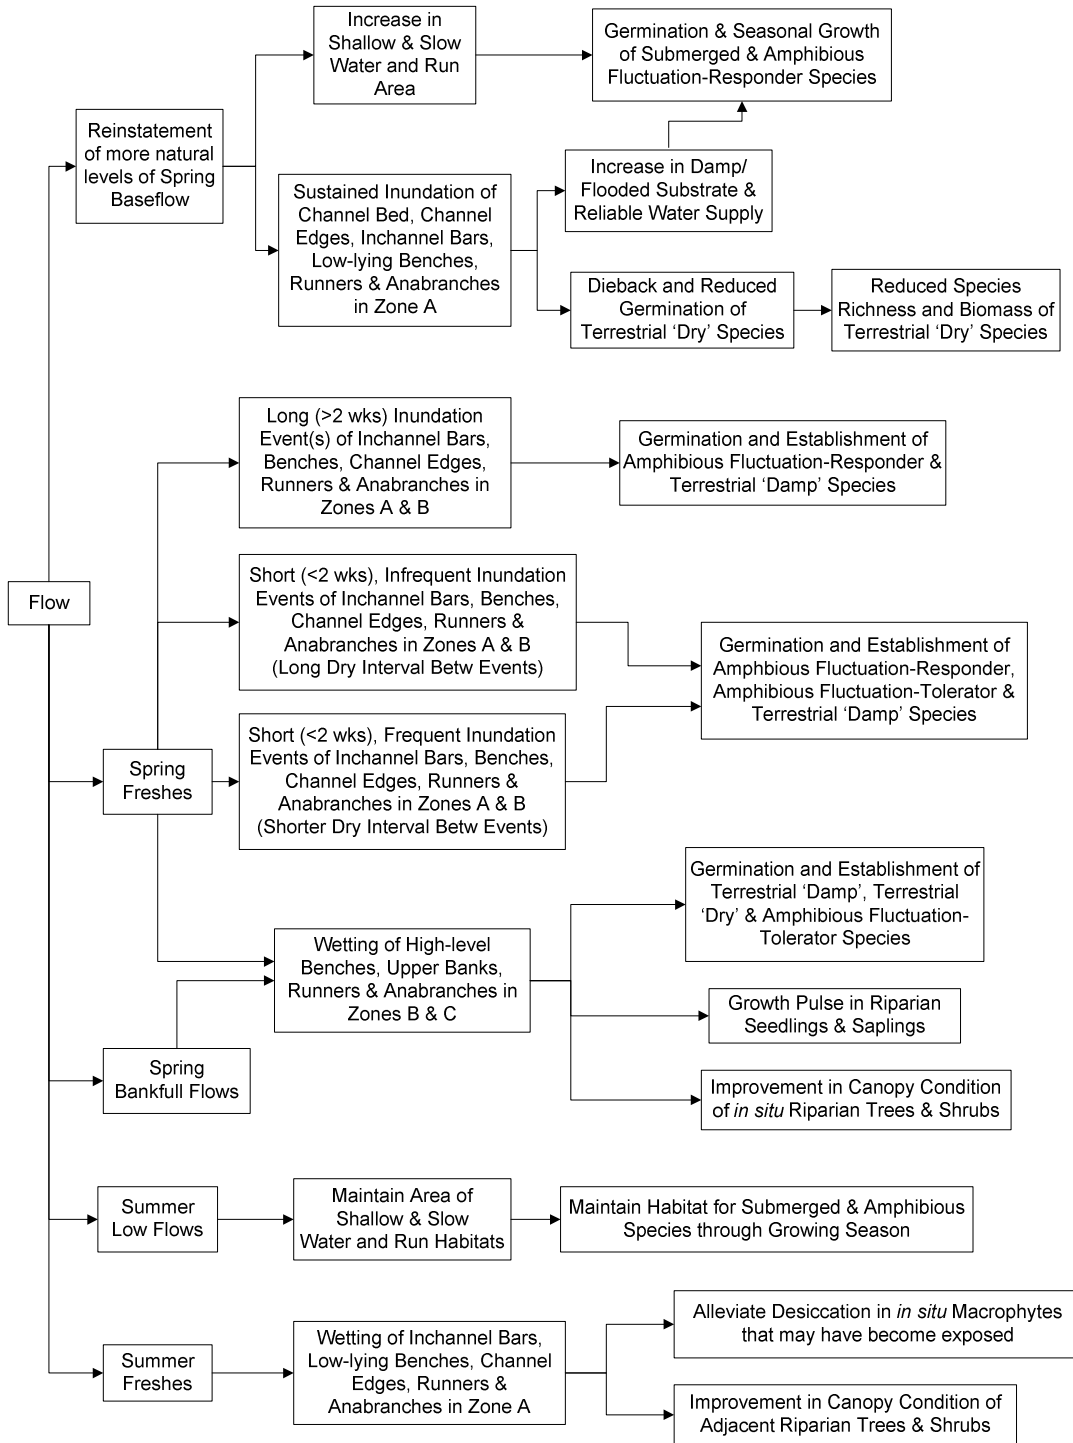 Increase in
Shallow & Slow
Water and Run
Area
Germination & Seasonal Growth
of Submerged & Amphibious
Fluctuation-Responder Species
Reinstatement
of more natural
levels of Spring
Baseflow
Increase in Damp/
Flooded Substrate &
Reliable Water Supply
Sustained Inundation of
Channel Bed, Channel
Edges, Inchannel Bars,
Low-lying Benches,
Runners & Anabranches
in Zone A
Dieback and Reduced
Germination of
Terrestrial ‘Dry’ Species
Reduced Species
Richness and Biomass of
Terrestrial ‘Dry’ Species
Long (>2 wks) Inundation
Event(s) of Inchannel Bars,
Benches, Channel Edges,
Runners & Anabranches in
Zones A & B
Germination and Establishment of
Amphibious Fluctuation-Responder &
Terrestrial ‘Damp’ Species
Flow
Short (<2 wks), Infrequent Inundation
Events of Inchannel Bars, Benches,
Channel Edges, Runners &
Anabranches in Zones A & B
(Long Dry Interval Betw Events)
Germination and Establishment of
Amphbious Fluctuation-Responder,
Amphibious Fluctuation-Tolerator &
Terrestrial ‘Damp’ Species
Spring
Freshes
Short (<2 wks), Frequent Inundation
Events of Inchannel Bars, Benches,
Channel Edges, Runners &
Anabranches in Zones A & B
(Shorter Dry Interval Betw Events)
Germination and Establishment of
Terrestrial ‘Damp’, Terrestrial
‘Dry’ & Amphibious Fluctuation-
Tolerator Species
Wetting of High-level
Benches, Upper Banks,
Runners & Anabranches in
Zones B & C
Growth Pulse in Riparian
Seedlings & Saplings
Spring
Bankfull Flows
Improvement in Canopy Condition
of in situ Riparian Trees & Shrubs
Summer
Low Flows
Maintain Area of
Shallow & Slow
Water and Run Habitats
Maintain Habitat for Submerged & Amphibious
Species through Growing Season
Summer
Freshes
Wetting of Inchannel Bars,
Low-lying Benches, Channel
Edges, Runners &
Anabranches in Zone A
Alleviate Desiccation in in situ Macrophytes
that may have become exposed
Improvement in Canopy Condition of
Adjacent Riparian Trees & Shrubs